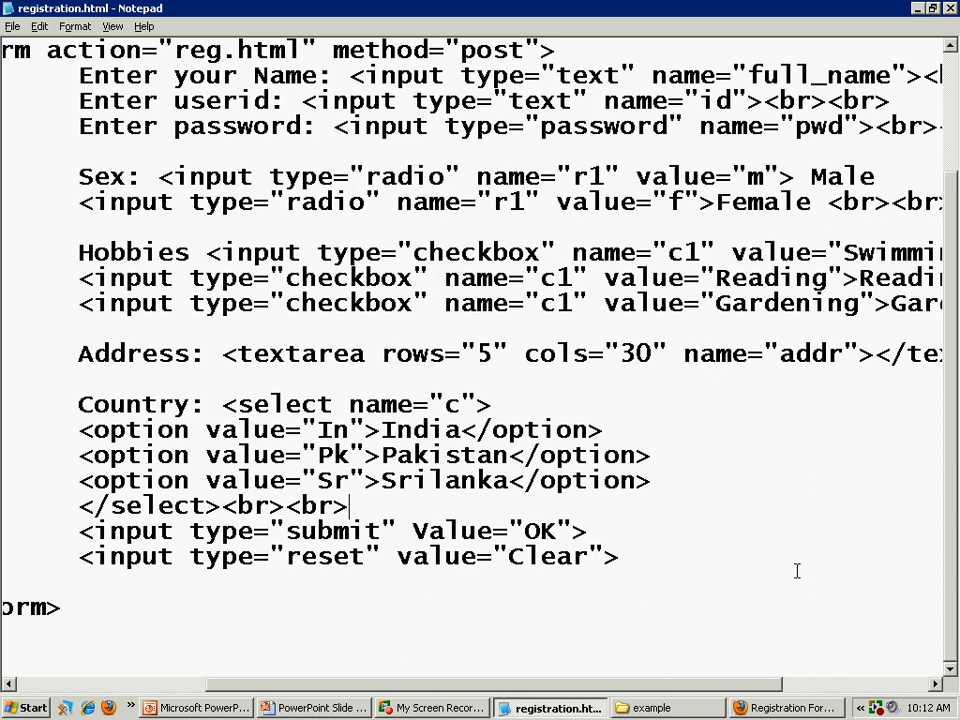 registration.html - Notepad
File Edit Format View Help
rm action="reg.html" method="post">
Enter your Name: <input type="text" name="full_name"><b
Enter userid: <input type="text" name="id"><br><br>
Enter password: <input type="password" name="pwd"><br>
Sex: <input type="radio" name="r1" value="m"> Male
<input type="radio" name="r1" value="f">Female <br><br>
Hobbies <input type="checkbox" name="c1" value="Swimmin
<input type="checkbox" name="c1" value="Reading">Readin
<input type="checkbox" name="c1" value="Gardening">Gar
Address: <textarea rows="5" cols="30" name="addr"></tex
Country: <select name="c">
<option value="In">India</option>
<option value="Pk">Pakistan</option>
<option value="Sr">Srilanka</option>
</select><br><br>
<input type="submit" Value="OK">
<input type="reset" value="Clear">
orm>
Start » Microsoft PowerP... PowerPoint Slide ... My Screen Recor... registration.ht... example Registration For... « 10:12 AM